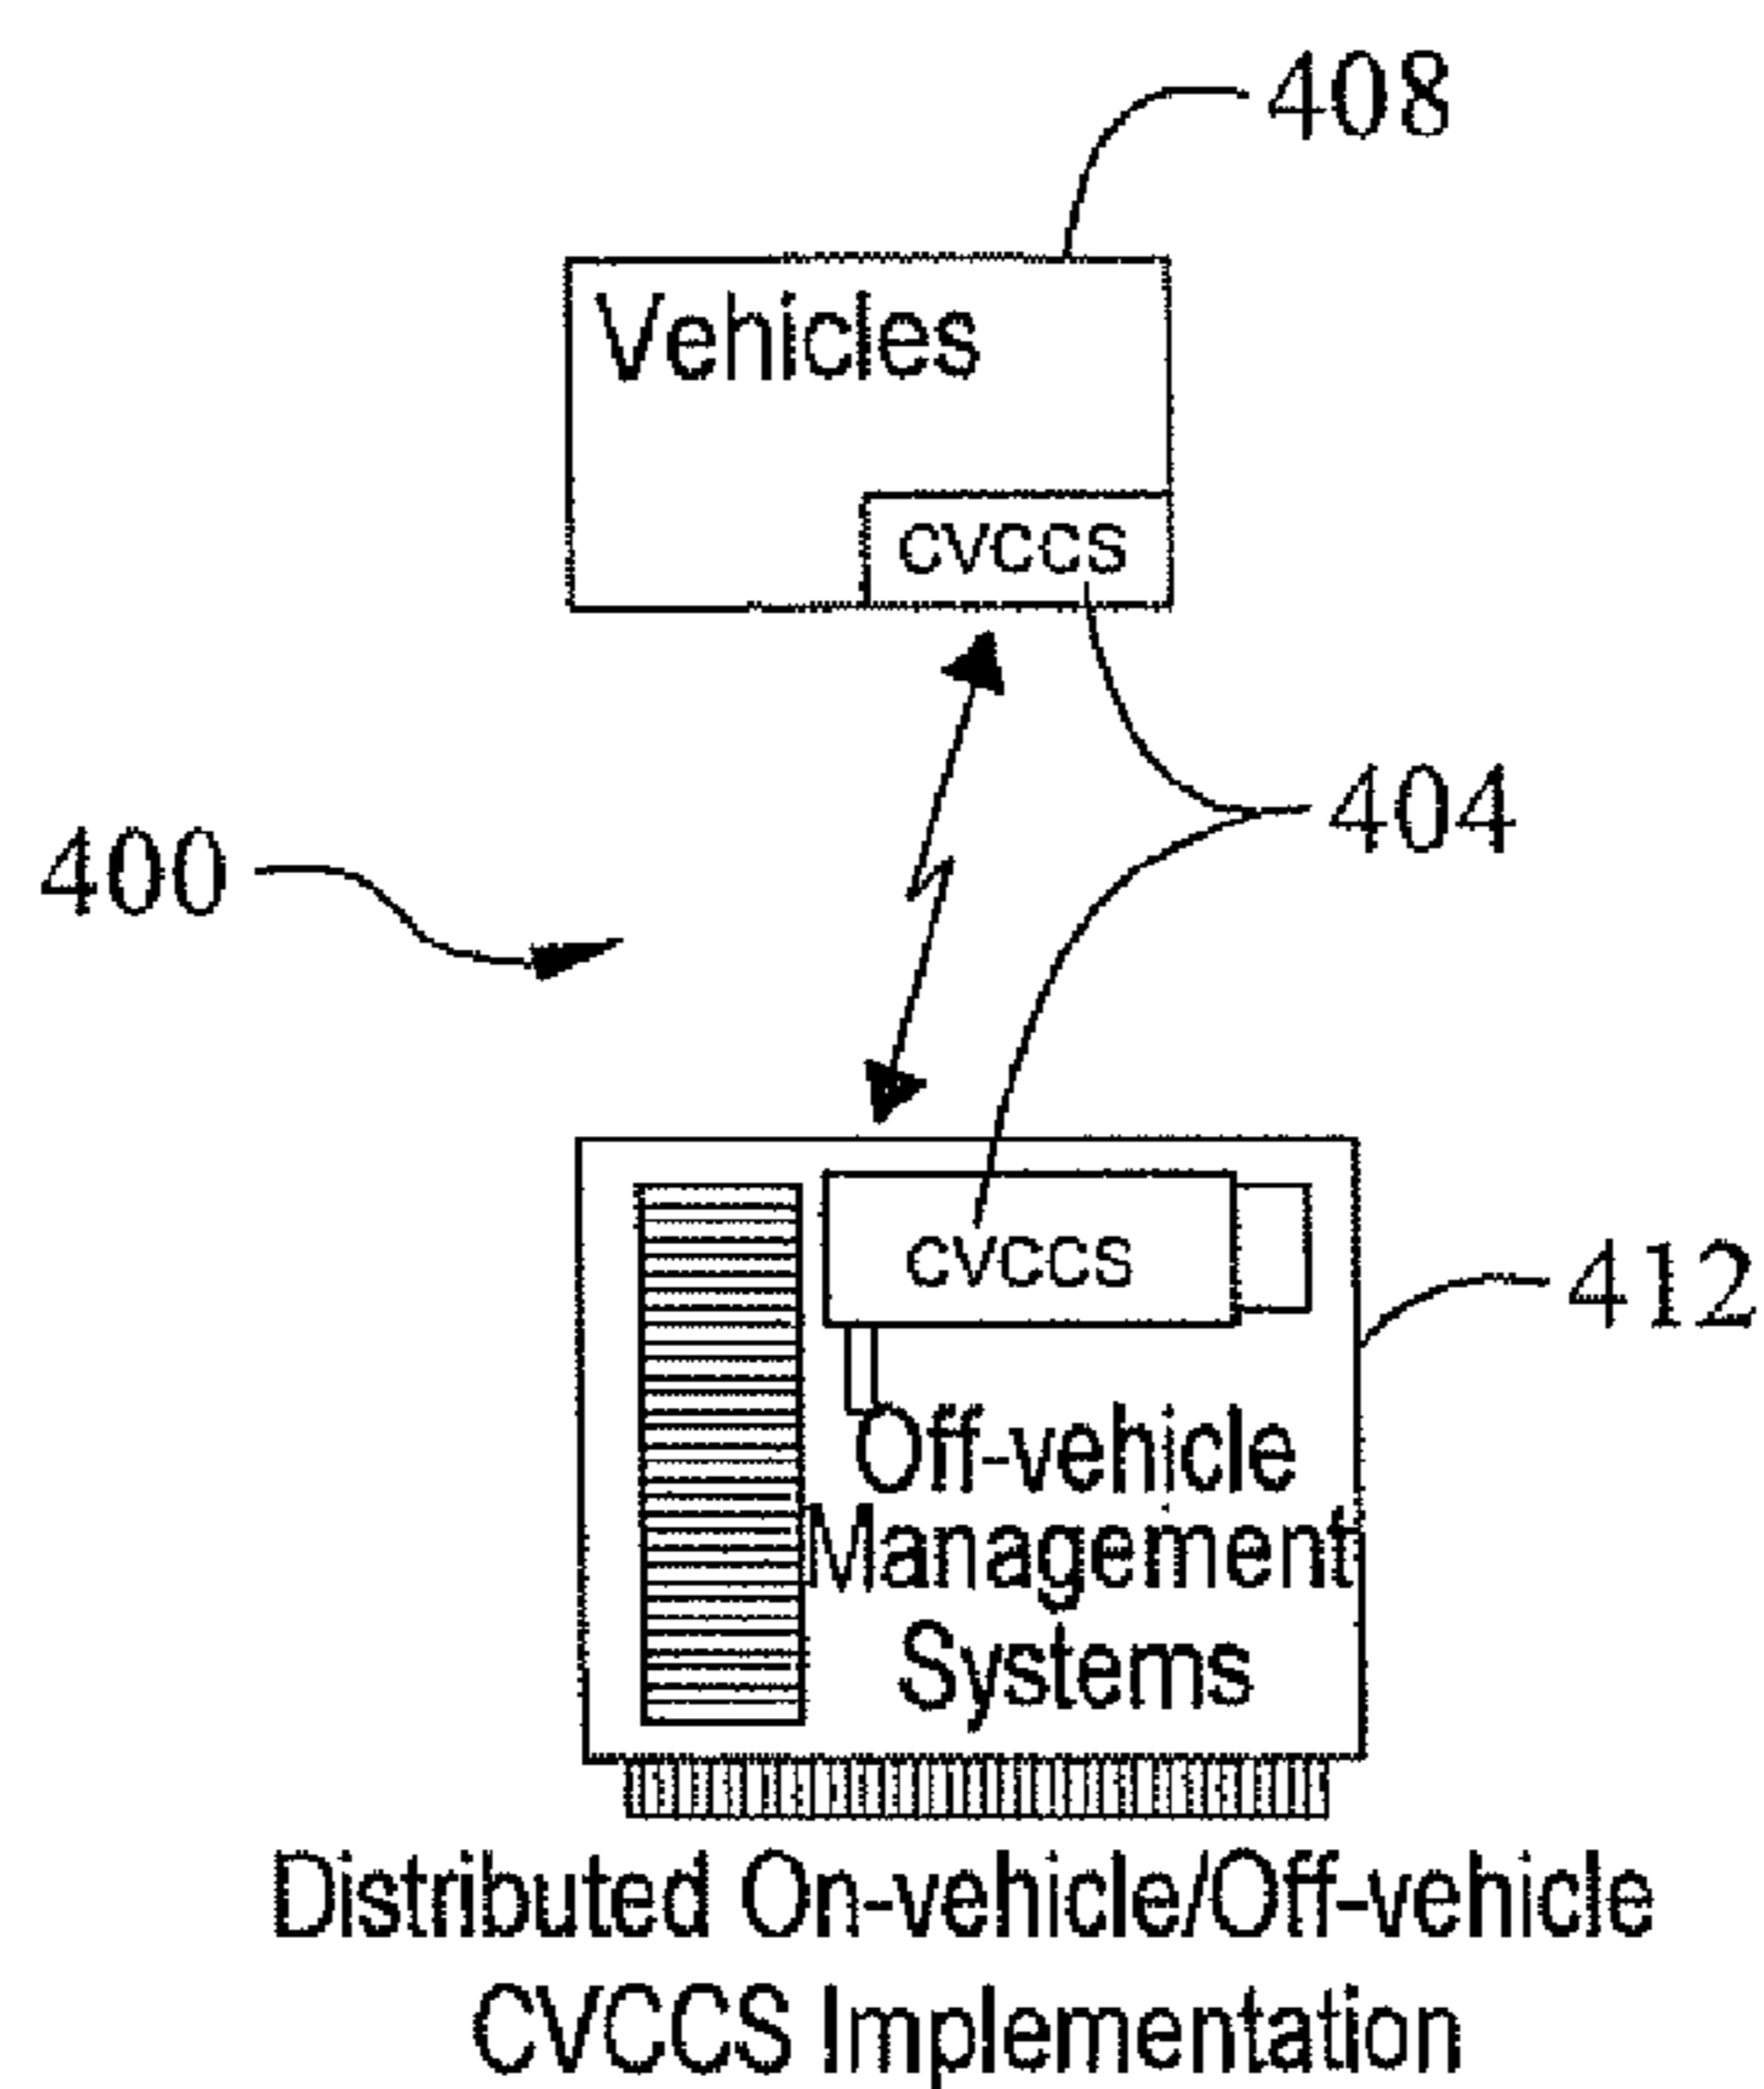 408
Vehicles
cvccs
404
400
cvccs
412
Off-vehicle
Management
Systems
Distributed On-vehicle/Off-vehicle
CVCCS Implementation